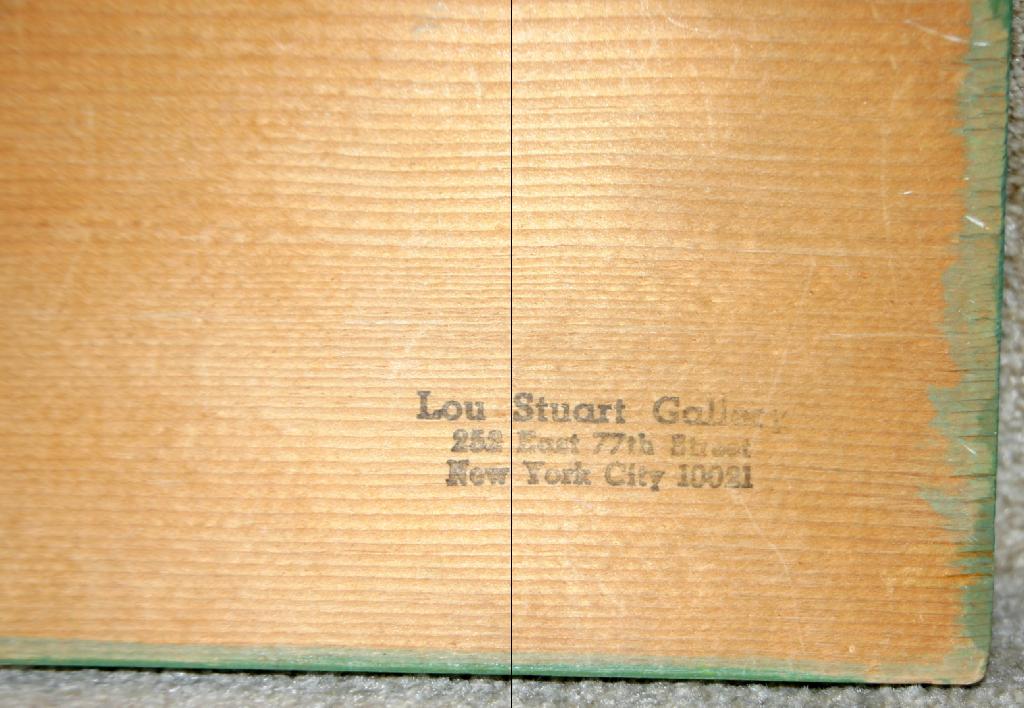 Lou Stuart Gallery
252 East 77th Street
New York City 10021